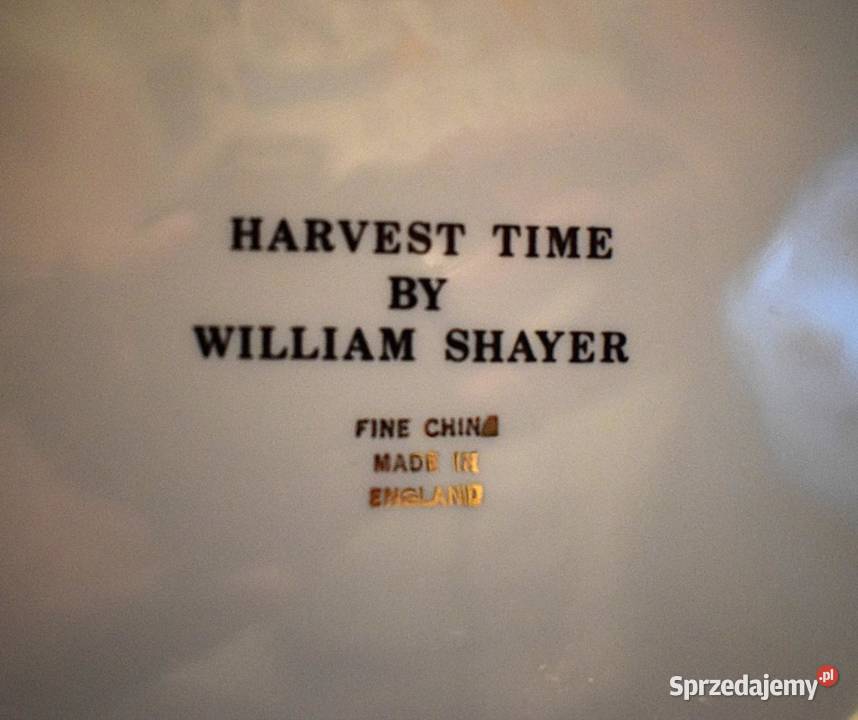 HARVEST TIME
BY
WILLIAM SHAYER
FINE CHINA
MADE IN
ENGLAND
Sprzedajemy.pl